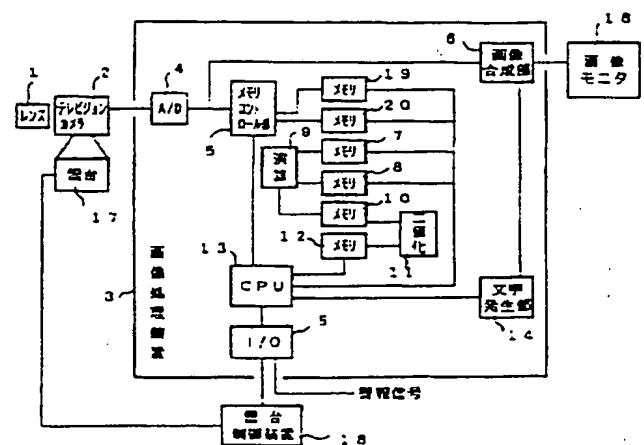 1
レンズ
2
テレビジョン
カメラ
雲台
17
3
画像処理装置
4
A/D
メモリ
コント
ロール部
5
メモリ
19
メモリ
20
演算
9
メモリ
7
メモリ
8
メモリ
10
メモリ
12
二値化
11
13
CPU
I/O
5
警報信号
雲台
制御装置
18
6
画像
合成部
画像
モニタ
16
文字
発生部
14